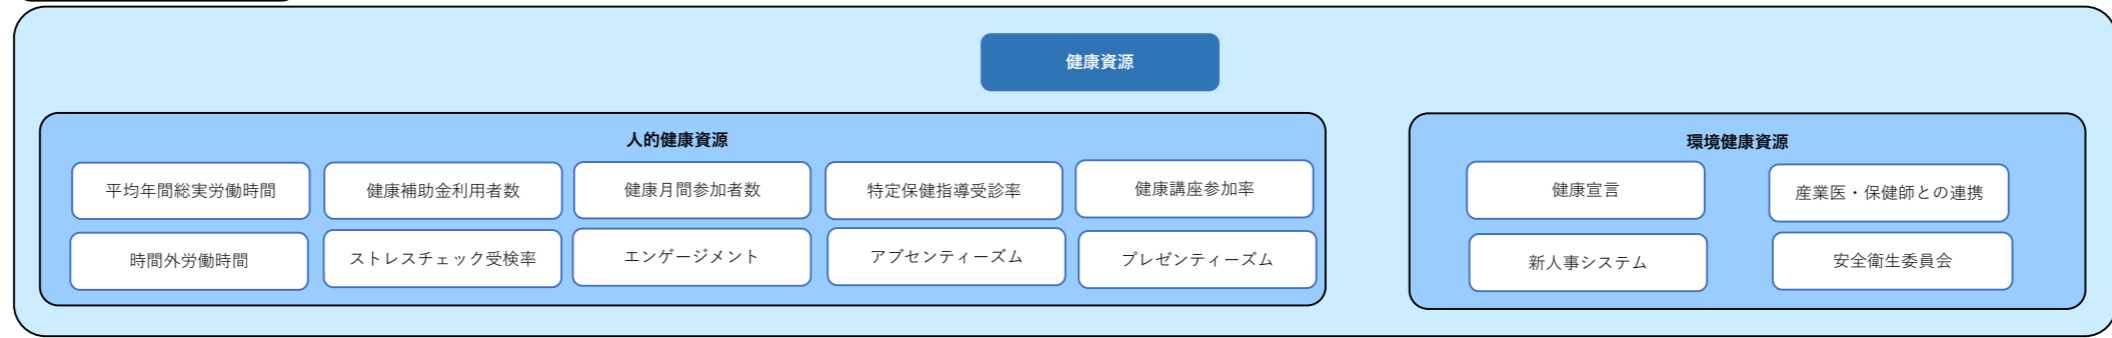 健康資源
人的健康資源
平均年間総実労働時間
健康補助金利用者数
健康月間参加者数
特定保健指導受診率
健康講座参加率
時間外労働時間
ストレスチェック受検率
エンゲージメント
アブセンティーズム
プレゼンティーズム
環境健康資源
健康宣言
産業医・保健師との連携
新人事システム
安全衛生委員会